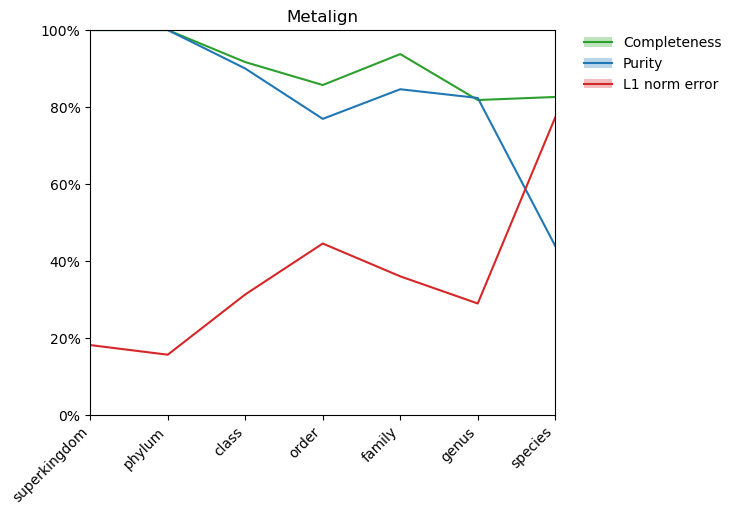 Metalign
100%
80%
60%
40%
20%
0%
superkingdom
phylum
class
order
family
genus
species
Completeness
Purity
L1 norm error